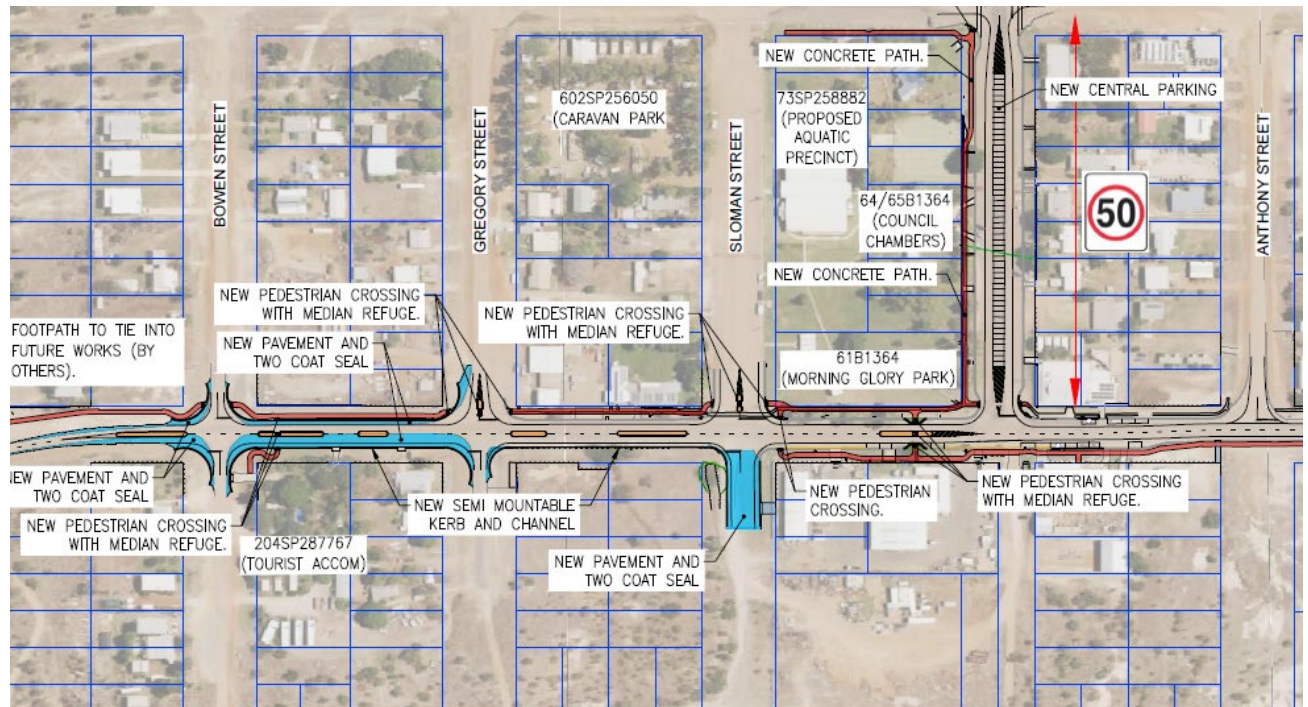 NEW CONCRETE PATH.
NEW CENTRAL PARKING
602SP256050
(CARAVAN PARK
73SP258882
(PROPOSED
AQUATIC
PRECINCT)
BOWEN STREET
GREGORY STREET
SLOMAN STREET
ANTHONY STREET
50
64/65B1364
(COUNCIL
CHAMBERS)
NEW CONCRETE PATH.
NEW PEDESTRIAN CROSSING
WITH MEDIAN REFUGE.
NEW PEDESTRIAN CROSSING
WITH MEDIAN REFUGE.
FOOTPATH TO TIE INTO
FUTURE WORKS (BY
OTHERS).
NEW PAVEMENT AND
TWO COAT SEAL
61B1364
(MORNING GLORY PARK)
NEW PAVEMENT AND
TWO COAT SEAL
NEW PEDESTRIAN CROSSING
WITH MEDIAN REFUGE.
204SP287767
(TOURIST ACCOM)
NEW SEMI MOUNTABLE
KERB AND CHANNEL
NEW PAVEMENT AND
TWO COAT SEAL
NEW PEDESTRIAN
CROSSING.
NEW PEDESTRIAN CROSSING
WITH MEDIAN REFUGE.